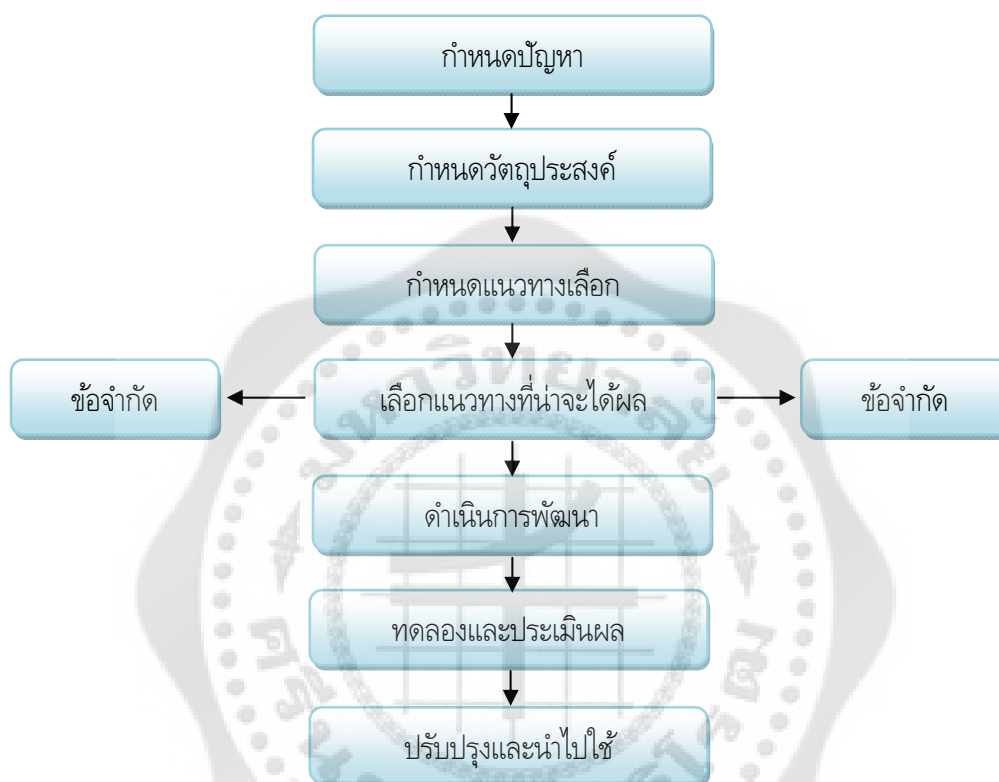 กำหนดปัญหา
กำหนดวัตถุประสงค์
กำหนดแนวทางเลือก
ข้อจำกัด
เลือกแนวทางที่น่าจะได้ผล
ข้อจำกัด
ดำเนินการพัฒนา
ทดลองและประเมินผล
ปรับปรุงและนำไปใช้